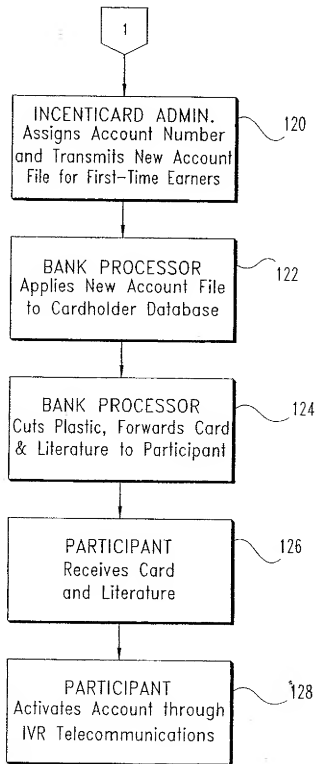 1
INCENTICARD ADMIN.
Assigns Account Number
and Transmits New Account
File for First-Time Earners
120
BANK PROCESSOR
Applies New Account File
to Cardholder Database
122
BANK PROCESSOR
Cuts Plastic, Forwards Card
& Literature to Participant
124
PARTICIPANT
Receives Card
and Literature
126
PARTICIPANT
Activates Account through
IVR Telecommunications
128